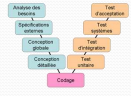 Analyse des
besoins
Spécifications
externes
Conception
globale
Conception
détaillée
Codage
Test
unitaire
Test
d'intégration
Test
systèmes
Test
d'acceptation